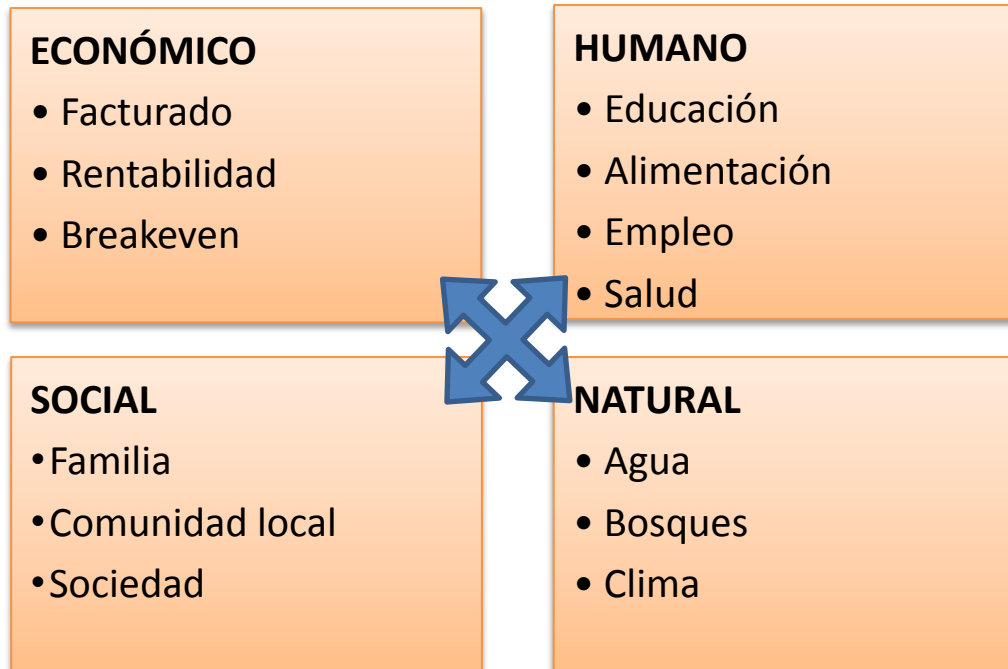 ECONÓMICO
• Facturado
• Rentabilidad
• Breakeven
HUMANO
• Educación
• Alimentación
• Empleo
• Salud
SOCIAL
•Familia
•Comunidad local
•Sociedad
NATURAL
• Agua
• Bosques
• Clima